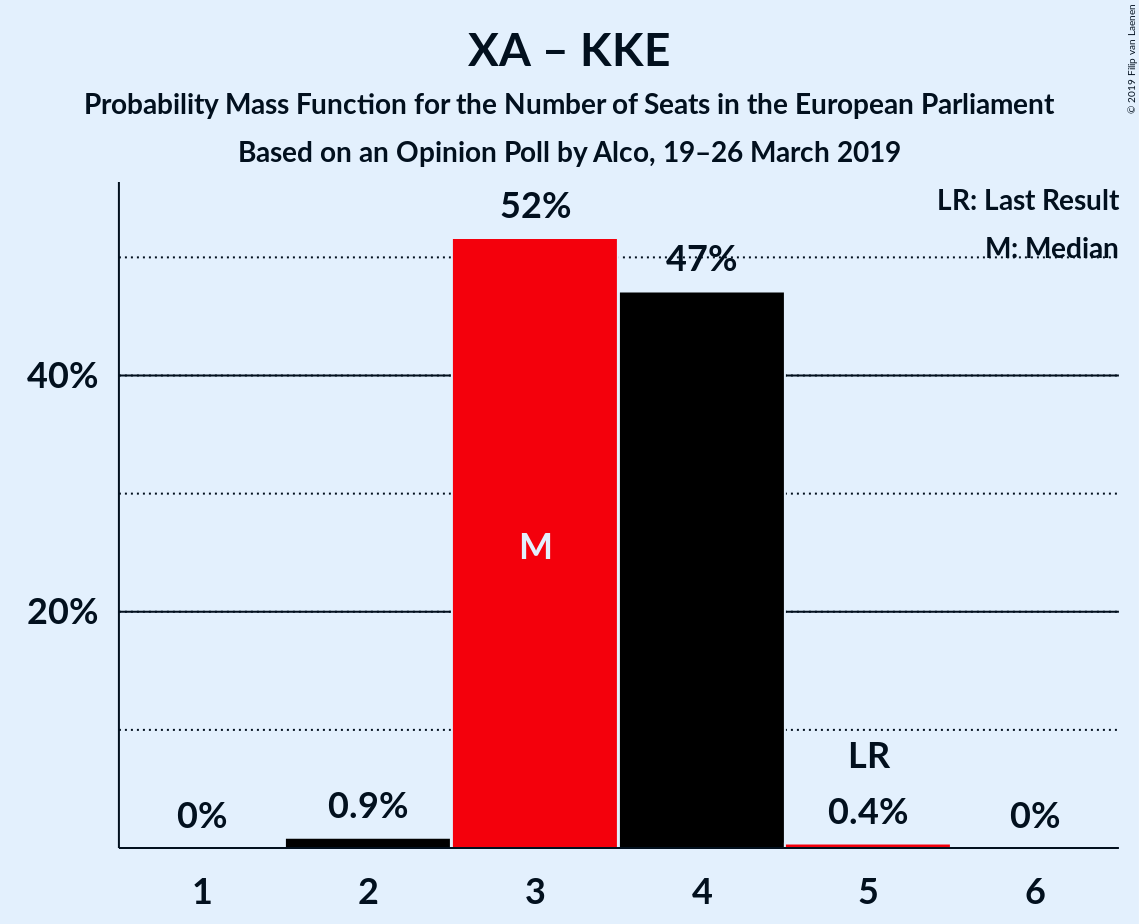 XA – KKE
Probability Mass Function for the Number of Seats in the European Parliament
Based on an Opinion Poll by Alco, 19–26 March 2019
© 2019 Filip van Laenen
LR: Last Result
M: Median
52%
47%
40%
M
20%
LR
0%
0.9%
0.4%
0%
1
2
3
4
5
6